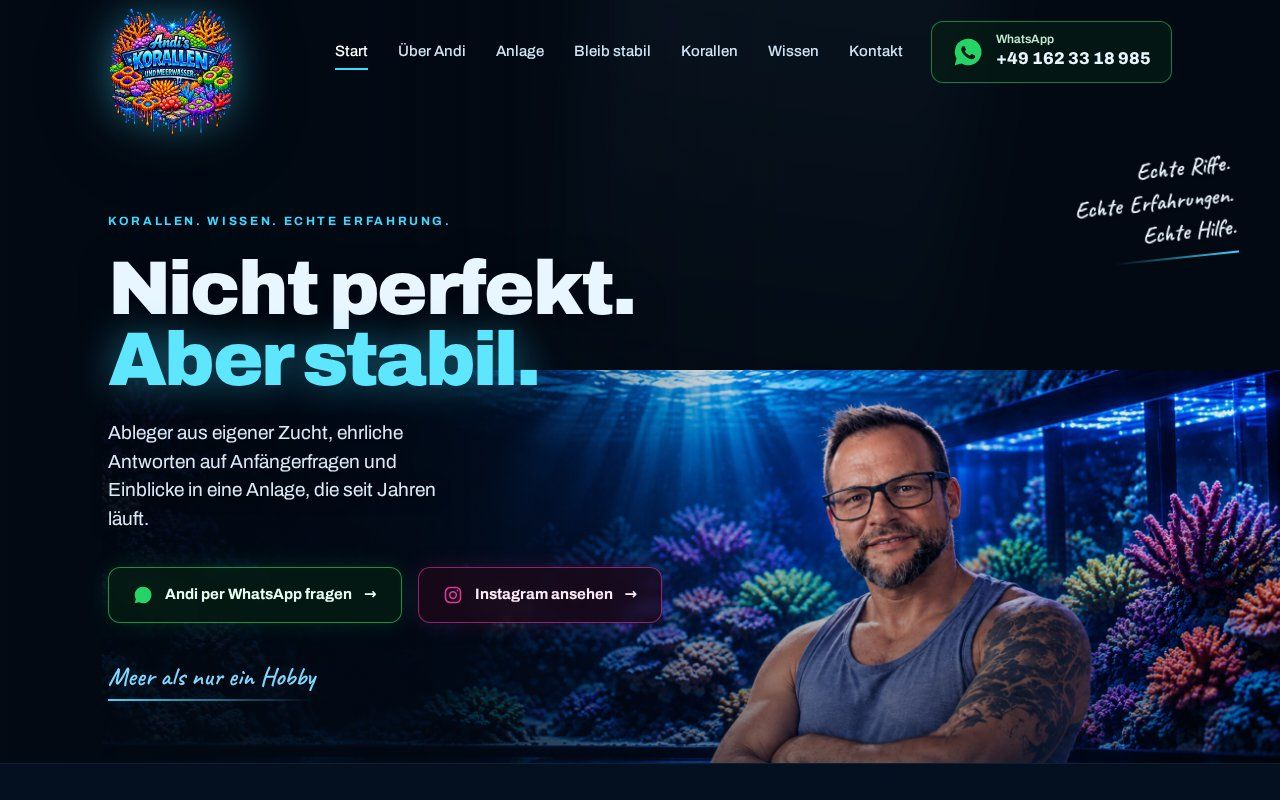 Andi's
KORALLEN
UND MEERWASSER
Start
Über Andi
Anlage
Bleib stabil
Korallen
Wissen
Kontakt
WhatsApp
+49 162 33 18 985
Echte Riffe.
Echte Erfahrungen.
Echte Hilfe.
KORALLEN. WISSEN. ECHTE ERFAHRUNG.
Nicht perfekt.
Aber stabil.
Ableger aus eigener Zucht, ehrliche
Antworten auf Anfängerfragen und
Einblicke in eine Anlage, die seit Jahren
läuft.
Andi per WhatsApp fragen →
Instagram ansehen →
Meer als nur ein Hobby